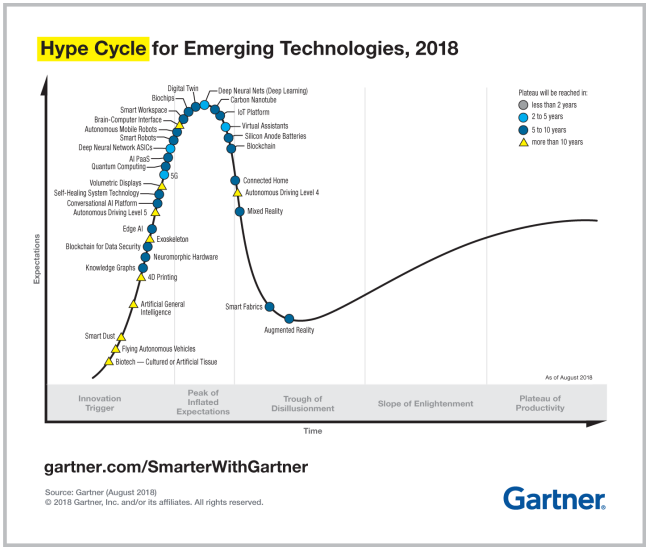 Hype Cycle for Emerging Technologies, 2018
Plateau will be reached in:
less than 2 years
2 to 5 years
5 to 10 years
more than 10 years
Expectations
Digital Twin
Biochips
Smart Workspace
Brain-Computer Interface
Autonomous Mobile Robots
Smart Robots
Deep Neural Network ASICs
AI PaaS
Quantum Computing
5G
Volumetric Displays
Self-Healing System Technology
Conversational AI Platform
Autonomous Driving Level 5
Edge AI
Exoskeleton
Blockchain for Data Security
Neuromorphic Hardware
Knowledge Graphs
4D Printing
Artificial General
Intelligence
Smart Dust
Flying Autonomous Vehicles
Biotech — Cultured or Artificial Tissue
Deep Neural Nets (Deep Learning)
Carbon Nanotube
IoT Platform
Virtual Assistants
Silicon Anode Batteries
Blockchain
Connected Home
Autonomous Driving Level 4
Mixed Reality
Smart Fabrics
Augmented Reality
As of August 2018
Innovation
Trigger
Peak of
Inflated
Expectations
Trough of
Disillusionment
Slope of Enlightenment
Plateau of
Productivity
Time
gartner.com/SmarterWithGartner
Source: Gartner (August 2018)
© 2018 Gartner, Inc. and/or its affiliates. All rights reserved.
Gartner®